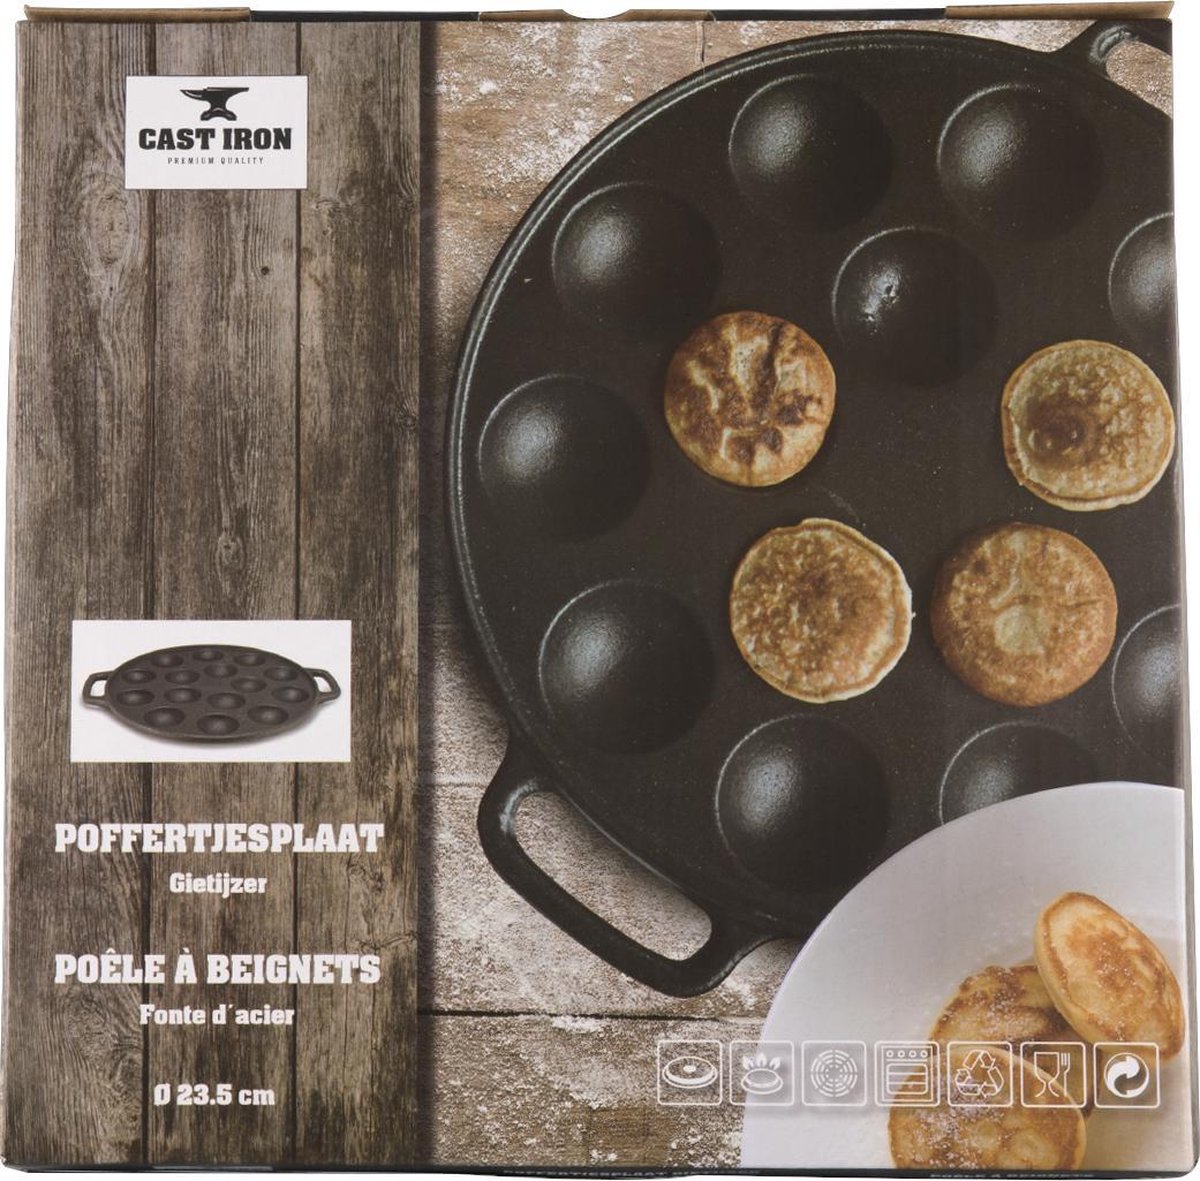 CAST IRON
PREMIUM QUALITY
POFFERTJESPLAAT
Gietijzer
POÊLE À BEIGNETS
Fonte d´acier
Ø 23.5 cm